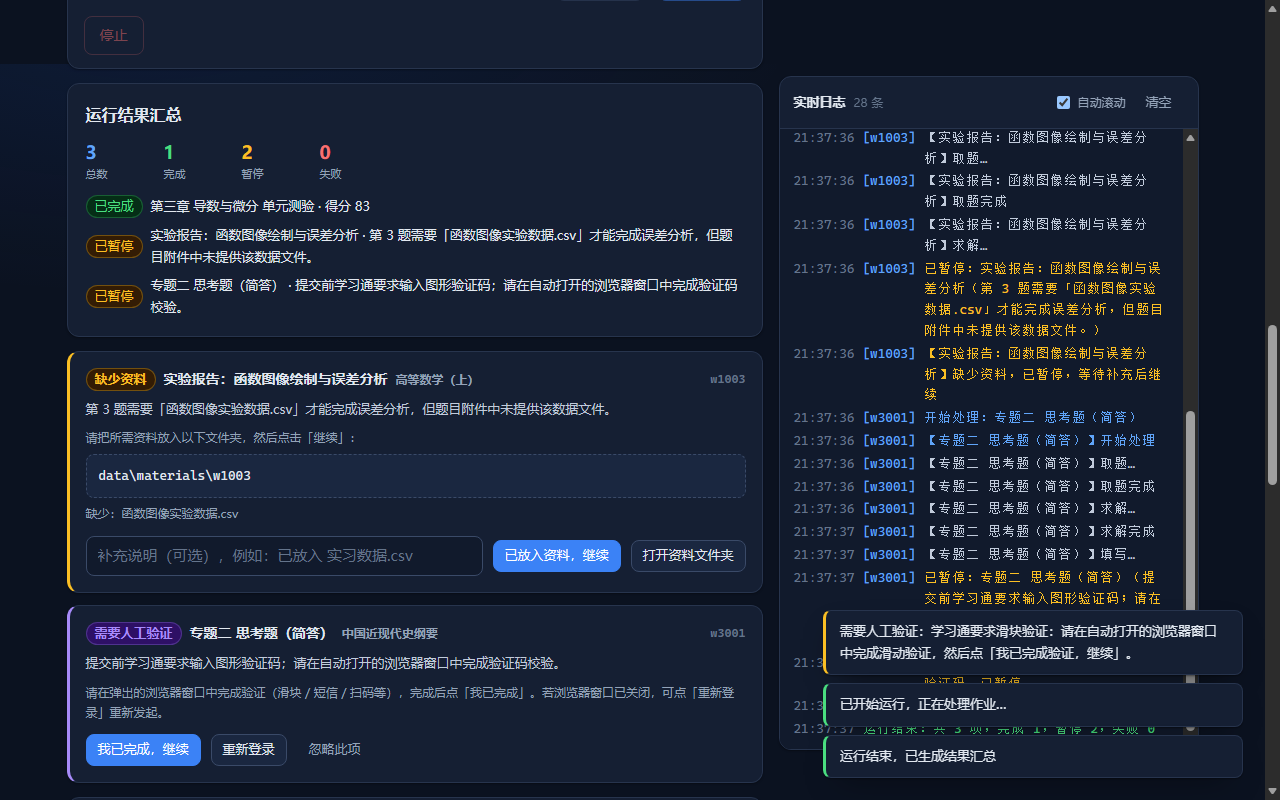 停止
运行结果汇总
3
总数
1
完成
2
暂停
0
失败
已完成 第三章 导数与微分 单元测验 · 得分 83
已暂停 实验报告：函数图像绘制与误差分析 · 第 3 题需要「函数图像实验数据.csv」才能完成误差分析，但题
目附件中未提供该数据文件。
已暂停 专题二 思考题（简答） · 提交前学习通要求输入图形验证码；请在自动打开的浏览器窗口中完成验证码
校验。
缺少资料 实验报告：函数图像绘制与误差分析 高等数学（上） w1003
第 3 题需要「函数图像实验数据.csv」才能完成误差分析，但题目附件中未提供该数据文件。
请把所需资料放入以下文件夹，然后点击「继续」：
data\materials\w1003
缺少：函数图像实验数据.csv
补充说明（可选），例如：已放入 实习数据.csv 已放入资料，继续 打开资料文件夹
需要人工验证 专题二 思考题（简答） 中国近现代史纲要 w3001
提交前学习通要求输入图形验证码；请在自动打开的浏览器窗口中完成验证码校验。
请在弹出的浏览器窗口中完成验证（滑块 / 短信 / 扫码等），完成后点「我已完成」。若浏览器窗口已关闭，可点「重新登
录」重新发起。
我已完成，继续 重新登录 忽略此项
实时日志 28 条 自动滚动 清空
21:37:36 [w1003] 【实验报告：函数图像绘制与误差分
析】取题…
21:37:36 [w1003] 【实验报告：函数图像绘制与误差分
析】取题完成
21:37:36 [w1003] 【实验报告：函数图像绘制与误差分
析】求解…
21:37:36 [w1003] 已暂停：实验报告：函数图像绘制与误
差分析（第 3 题需要「函数图像实验
数据.csv」才能完成误差分析，但题目
附件中未提供该数据文件。）
21:37:36 [w1003] 【实验报告：函数图像绘制与误差分
析】缺少资料，已暂停，等待补充后继
续
21:37:36 [w3001] 开始处理：专题二 思考题（简答）
21:37:36 [w3001] 【专题二 思考题（简答）】开始处理
21:37:36 [w3001] 【专题二 思考题（简答）】取题…
21:37:36 [w3001] 【专题二 思考题（简答）】取题完成
21:37:36 [w3001] 【专题二 思考题（简答）】求解…
21:37:37 [w3001] 【专题二 思考题（简答）】求解完成
21:37:37 [w3001] 【专题二 思考题（简答）】填写…
21:37:37 [w3001] 已暂停：专题二 思考题（简答）（提
交前学习通要求输入图形验证码；请在
需要人工验证：学习通要求滑块验证：请在自动打开的浏览器窗口
中完成滑动验证，然后点「我已完成验证，继续」。
21:3
验证码，已暂停
21:3
已开始运行，正在处理作业…
21:37:37 运行结束：共 3 项，完成 1，暂停 2，失败 0
运行结束，已生成结果汇总